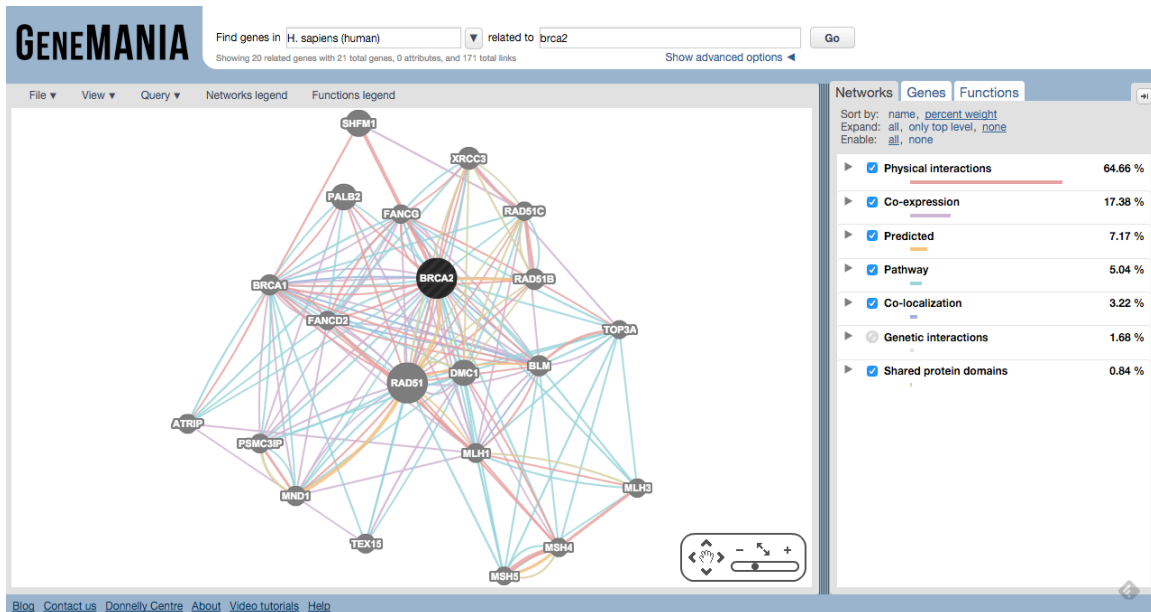 GENEMANIA
Find genes in H. sapiens (human) ▼ related to brca2 Go
Showing 20 related genes with 21 total genes, 0 attributes, and 171 total links
Show advanced options ◀
File ▼ View ▼ Query ▼ Networks legend Functions legend
SHFM1
XRCC3
PALB2
FANCG
RAD51C
BRCA2
RAD51B
BRCA1
FANCD2
TOP3A
BLM
DMC1
RAD51
ATRIP
PSMC3IP
MLH1
MLH3
MND1
TEX15
MSH4
MSH5
Networks Genes Functions
Sort by: name, percent weight
Expand: all, only top level, none
Enable: all, none
Physical interactions 64.66 %
Co-expression 17.38 %
Predicted 7.17 %
Pathway 5.04 %
Co-localization 3.22 %
Genetic interactions 1.68 %
Shared protein domains 0.84 %
Blog Contact us Donnelly Centre About Video tutorials Help